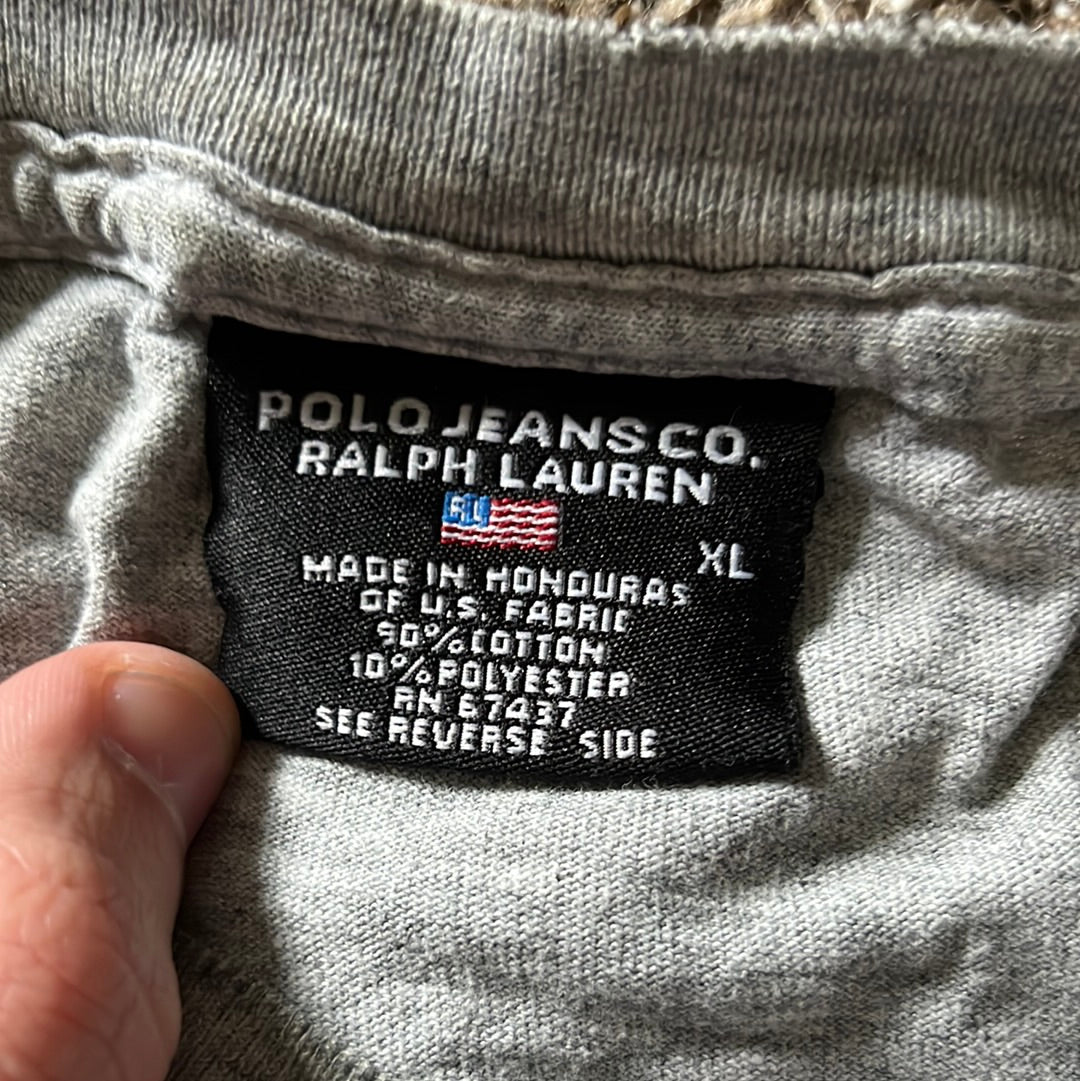 POLO JEANS CO.
RALPH LAUREN
RL
XL
MADE IN HONDURAS
OF U.S. FABRIC
90% COTTON
10% POLYESTER
RN 67437
SEE REVERSE SIDE